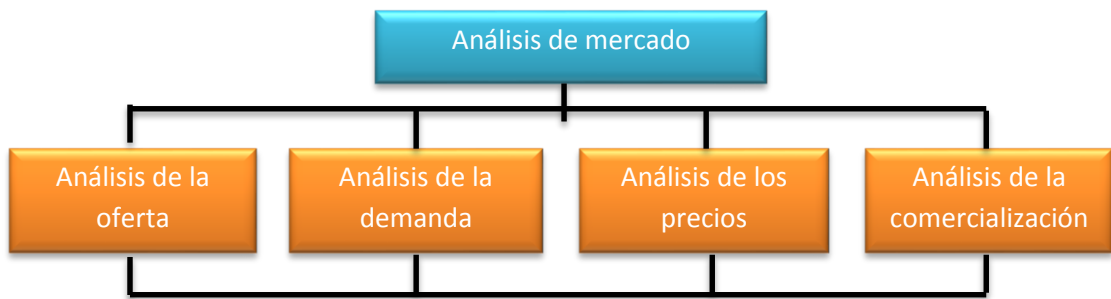 Análisis de mercado
Análisis de la
oferta
Análisis de la
demanda
Análisis de los
precios
Análisis de la
comercialización